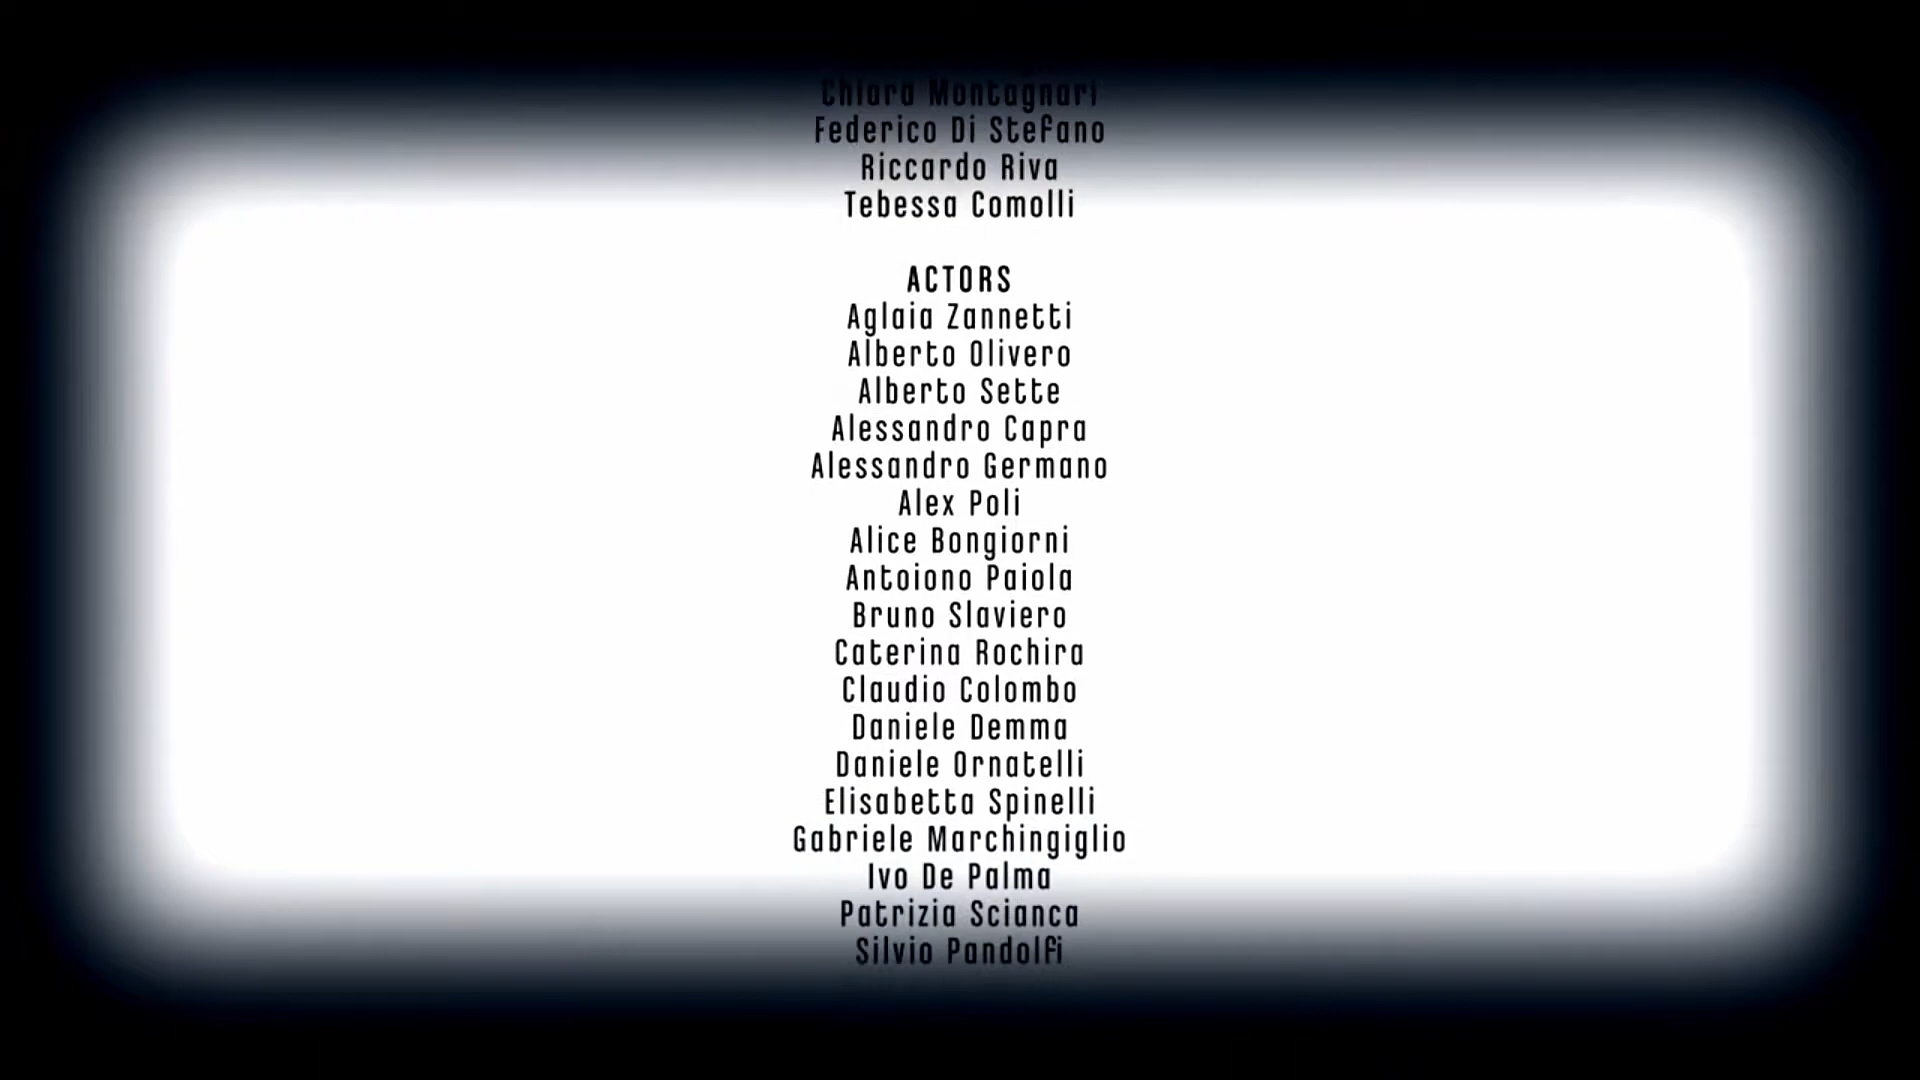 Chiara Montagnari
Federico Di Stefano
Riccardo Riva
Tebessa Comolli
ACTORS
Aglaia Zannetti
Alberto Olivero
Alberto Sette
Alessandro Capra
Alessandro Germano
Alex Poli
Alice Bongiorni
Antoiono Paiola
Bruno Slaviero
Caterina Rochira
Claudio Colombo
Daniele Demma
Daniele Ornatelli
Elisabetta Spinelli
Gabriele Marchingiglio
Ivo De Palma
Patrizia Scianca
Silvio Pandolfi